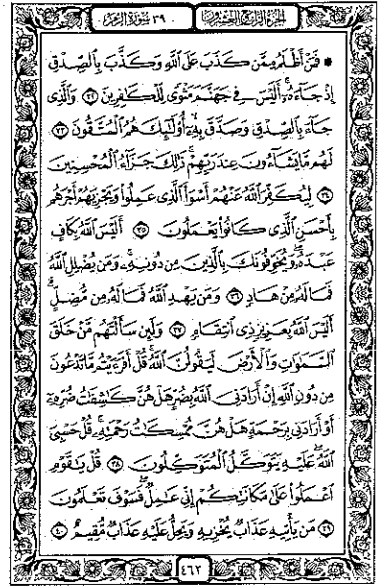 الجزء الرابع والعشرون ٣٩ سورة الزمر
* فَمَنْ أَظْلَمُ مِمَّن كَذَبَ عَلَى ٱللَّهِ وَكَذَّبَ بِٱلصِّدْقِ
إِذْ جَآءَهُۥٓ ۚ أَلَيْسَ فِى جَهَنَّمَ مَثْوًى لِّلْكَـٰفِرِينَ ٣٢ وَٱلَّذِى
جَآءَ بِٱلصِّدْقِ وَصَدَّقَ بِهِۦٓ ۙ أُو۟لَـٰٓئِكَ هُمُ ٱلْمُتَّقُونَ ٣٣
لَهُم مَّا يَشَآءُونَ عِندَ رَبِّهِمْ ۚ ذَٰلِكَ جَزَآءُ ٱلْمُحْسِنِينَ
٣٤ لِيُكَفِّرَ ٱللَّهُ عَنْهُمْ أَسْوَأَ ٱلَّذِى عَمِلُوا۟ وَيَجْزِيَهُمْ أَجْرَهُم
بِأَحْسَنِ ٱلَّذِى كَانُوا۟ يَعْمَلُونَ ٣٥ أَلَيْسَ ٱللَّهُ بِكَافٍ
عَبْدَهُۥ ۖ وَيُخَوِّفُونَكَ بِٱلَّذِينَ مِن دُونِهِۦ ۚ وَمَن يُضْلِلِ ٱللَّهُ
فَمَا لَهُۥ مِنْ هَادٍ ٣٦ وَمَن يَهْدِ ٱللَّهُ فَمَا لَهُۥ مِن مُّضِلٍّ ۗ
أَلَيْسَ ٱللَّهُ بِعَزِيزٍ ذِى ٱنتِقَامٍ ٣٧ وَلَئِن سَأَلْتَهُم مَّنْ خَلَقَ
ٱلسَّمَـٰوَٰتِ وَٱلْأَرْضَ لَيَقُولُنَّ ٱللَّهُ ۚ قُلْ أَفَرَءَيْتُم مَّا تَدْعُونَ
مِن دُونِ ٱللَّهِ إِنْ أَرَادَنِىَ ٱللَّهُ بِضُرٍّ هَلْ هُنَّ كَـٰشِفَـٰتُ ضُرِّهِۦٓ
أَوْ أَرَادَنِى بِرَحْمَةٍ هَلْ هُنَّ مُمْسِكَـٰتُ رَحْمَتِهِۦ ۚ قُلْ حَسْبِىَ
ٱللَّهُ ۖ عَلَيْهِ يَتَوَكَّلُ ٱلْمُتَوَكِّلُونَ ٣٨ قُلْ يَـٰقَوْمِ
ٱعْمَلُوا۟ عَلَىٰ مَكَانَتِكُمْ إِنِّى عَـٰمِلٌ ۖ فَسَوْفَ تَعْلَمُونَ
٣٩ مَن يَأْتِيهِ عَذَابٌ يُخْزِيهِ وَيَحِلُّ عَلَيْهِ عَذَابٌ مُّقِيمٌ ٤٠
٤٦٢